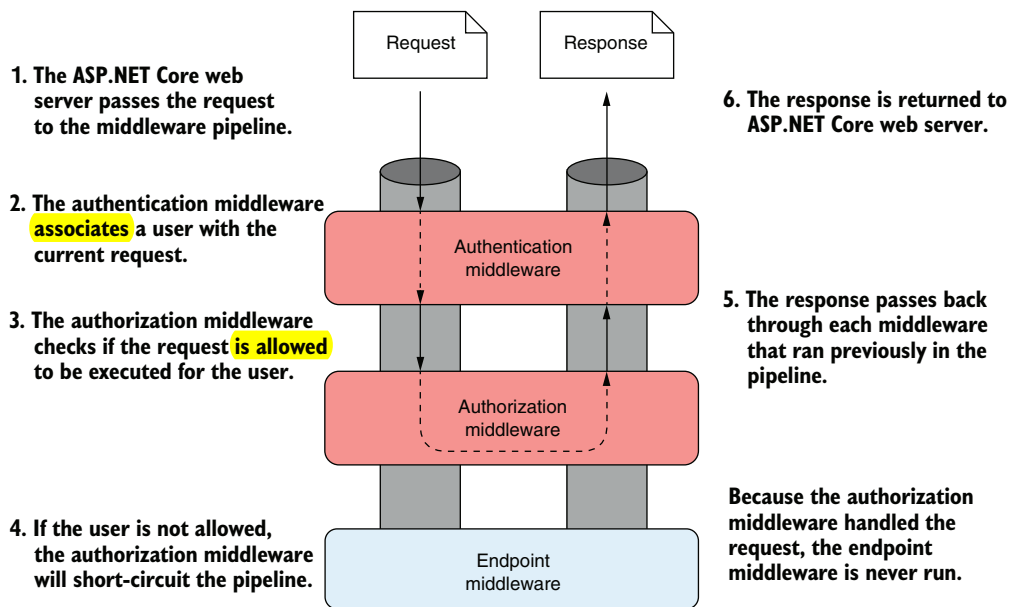 Request
Response
1. The ASP.NET Core web
server passes the request
to the middleware pipeline.
6. The response is returned to
ASP.NET Core web server.
2. The authentication middleware
associates a user with the
current request.
Authentication
middleware
3. The authorization middleware
checks if the request is allowed
to be executed for the user.
5. The response passes back
through each middleware
that ran previously in the
pipeline.
Authorization
middleware
4. If the user is not allowed,
the authorization middleware
will short-circuit the pipeline.
Endpoint
middleware
Because the authorization
middleware handled the
request, the endpoint
middleware is never run.